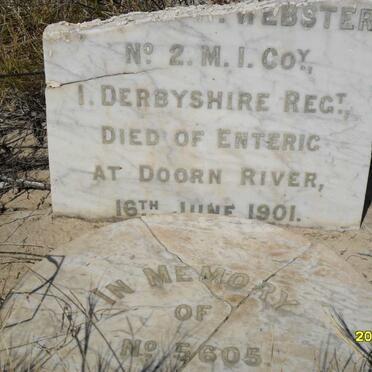 WEBSTER
No 2. M. I. Coy,
1. DERBYSHIRE REGT,
DIED OF ENTERIC
AT DOORN RIVER,
16TH JUNE 1901.
IN MEMORY
OF
No 5605
20